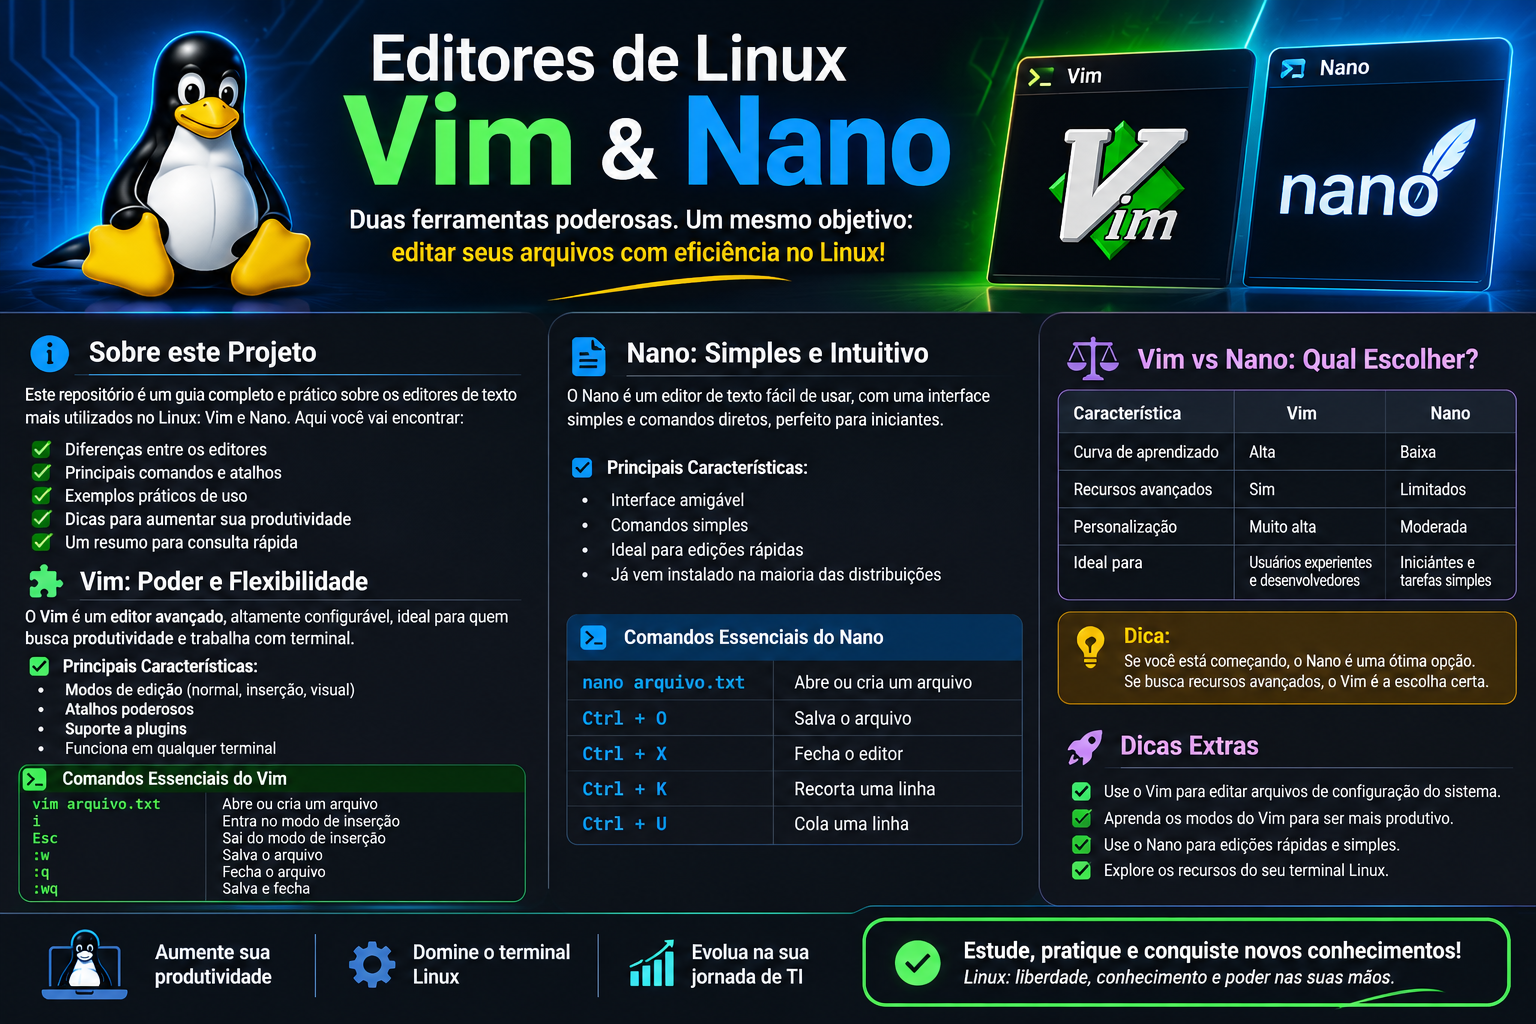 Editores de Linux
Vim & Nano
Duas ferramentas poderosas. Um mesmo objetivo:
editar seus arquivos com eficiência no Linux!
Vim
Vim
Nano
nano
Sobre este Projeto
Este repositório é um guia completo e prático sobre os editores de texto
mais utilizados no Linux: Vim e Nano. Aqui você vai encontrar:
Diferenças entre os editores
Principais comandos e atalhos
Exemplos práticos de uso
Dicas para aumentar sua produtividade
Um resumo para consulta rápida
Vim: Poder e Flexibilidade
O Vim é um editor avançado, altamente configurável, ideal para quem
busca produtividade e trabalha com terminal.
Principais Características:
• Modos de edição (normal, inserção, visual)
• Atalhos poderosos
• Suporte a plugins
• Funciona em qualquer terminal
Comandos Essenciais do Vim
vim arquivo.txt Abre ou cria um arquivo
i Entra no modo de inserção
Esc Sai do modo de inserção
:w Salva o arquivo
:q Fecha o arquivo
:wq Salva e fecha
Nano: Simples e Intuitivo
O Nano é um editor de texto fácil de usar, com uma interface
simples e comandos diretos, perfeito para iniciantes.
Principais Características:
• Interface amigável
• Comandos simples
• Ideal para edições rápidas
• Já vem instalado na maioria das distribuições
Comandos Essenciais do Nano
nano arquivo.txt Abre ou cria um arquivo
Ctrl + O Salva o arquivo
Ctrl + X Fecha o editor
Ctrl + K Recorta uma linha
Ctrl + U Cola uma linha
Vim vs Nano: Qual Escolher?
Característica Vim Nano
Curva de aprendizado Alta Baixa
Recursos avançados Sim Limitados
Personalização Muito alta Moderada
Ideal para Usuários experientes e desenvolvedores Iniciántes e tarefas simples
Dica:
Se você está começando, o Nano é uma ótima opção.
Se busca recursos avançados, o Vim é a escolha certa.
Dicas Extras
Use o Vim para editar arquivos de configuração do sistema.
Aprenda os modos do Vim para ser mais produtivo.
Use o Nano para edições rápidas e simples.
Explore os recursos do seu terminal Linux.
Aumente sua
produtividade
Domine o terminal
Linux
Evolua na sua
jornada de TI
Estude, pratique e conquiste novos conhecimentos!
Linux: liberdade, conhecimento e poder nas suas mãos.